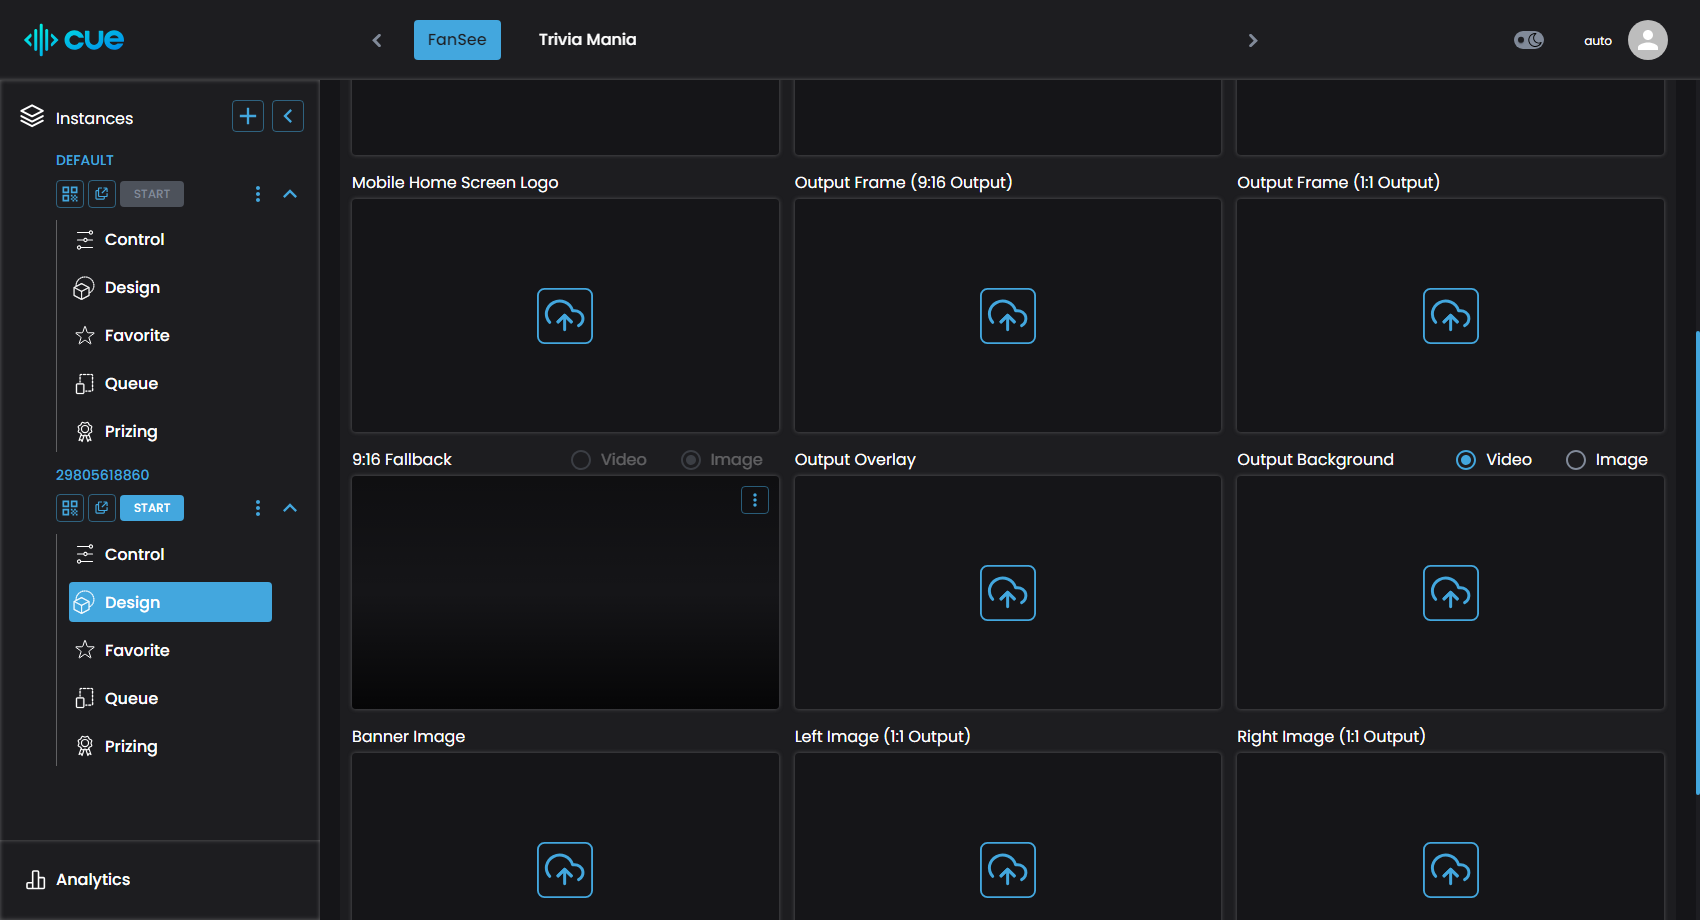 cue
FanSee
Trivia Mania
auto
Instances
DEFAULT
START
Control
Design
Favorite
Queue
Prizing
29805618860
START
Control
Design
Favorite
Queue
Prizing
Analytics
Mobile Home Screen Logo
Output Frame (9:16 Output)
Output Frame (1:1 Output)
9:16 Fallback
Video
Image
Output Overlay
Output Background
Video
Image
Banner Image
Left Image (1:1 Output)
Right Image (1:1 Output)